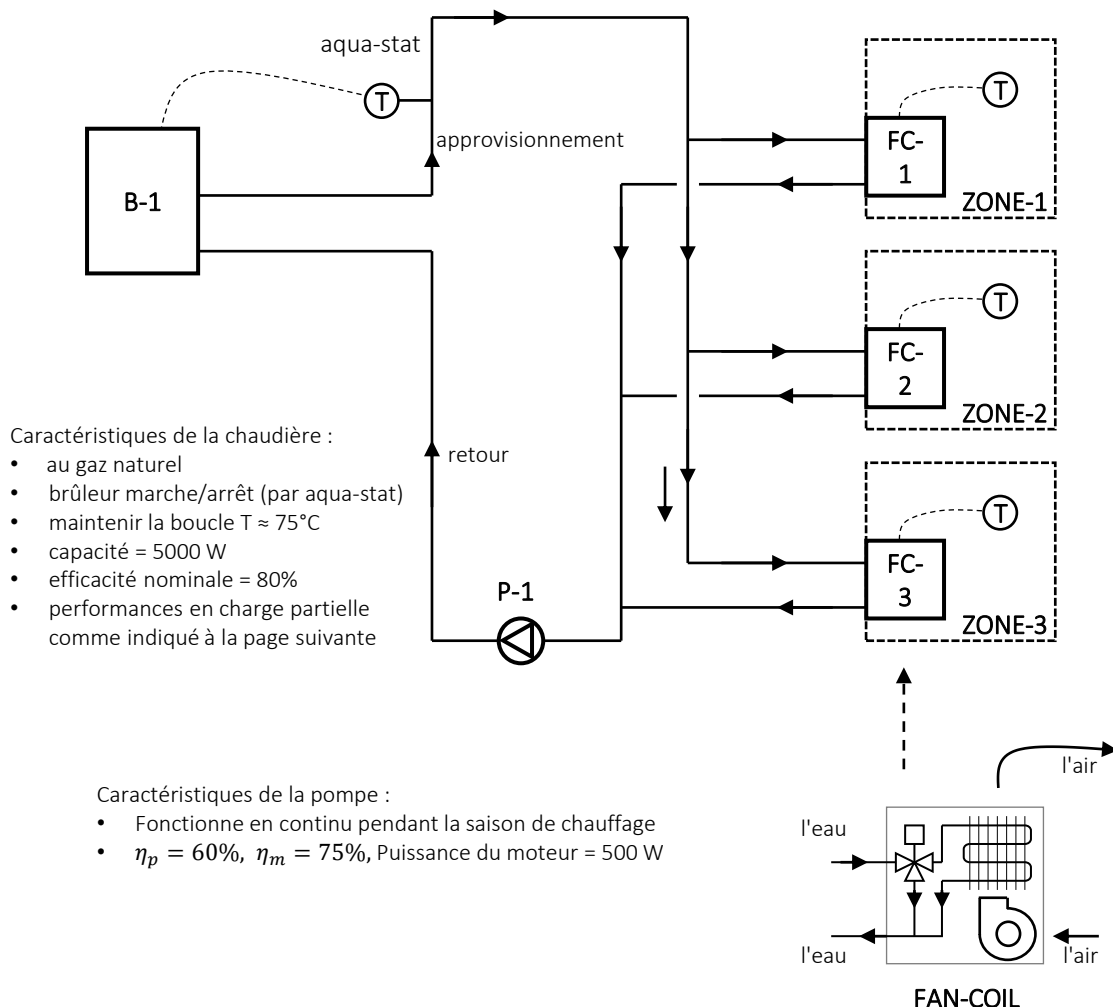 aqua-stat
T
approvisionnement
B-1
T
FC-
1
ZONE-1
T
FC-
2
ZONE-2
T
FC-
3
ZONE-3
Caractéristiques de la chaudière :
• au gaz naturel
• brûleur marche/arrêt (par aqua-stat)
• maintenir la boucle T ≈ 75°C
• capacité = 5000 W
• efficacité nominale = 80%
• performances en charge partielle
comme indiqué à la page suivante
retour
P-1
Caractéristiques de la pompe :
• Fonctionne en continu pendant la saison de chauffage
• η_p = 60%, η_m = 75%, Puissance du moteur = 500 W
l'air
l'eau
l'eau
l'air
FAN-COIL